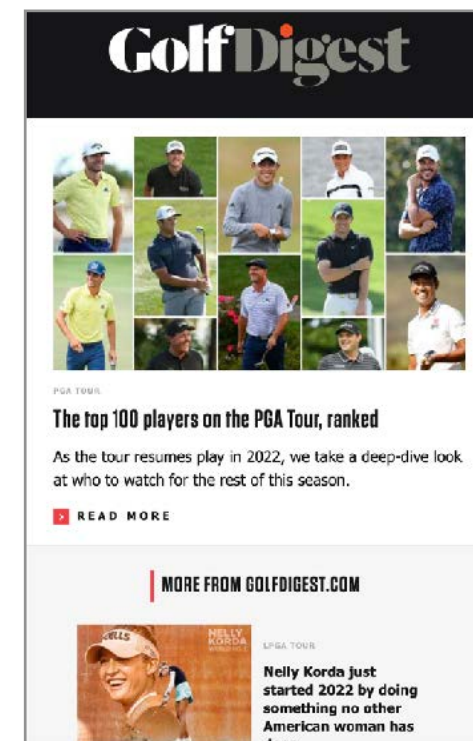 GolfDigest
PGA TOUR
The top 100 players on the PGA Tour, ranked
As the tour resumes play in 2022, we take a deep-dive look
at who to watch for the rest of this season.
READ MORE
MORE FROM GOLFDIGEST.COM
NELLY
KORDA
LPGA TOUR
Nelly Korda just
started 2022 by doing
something no other
American woman has